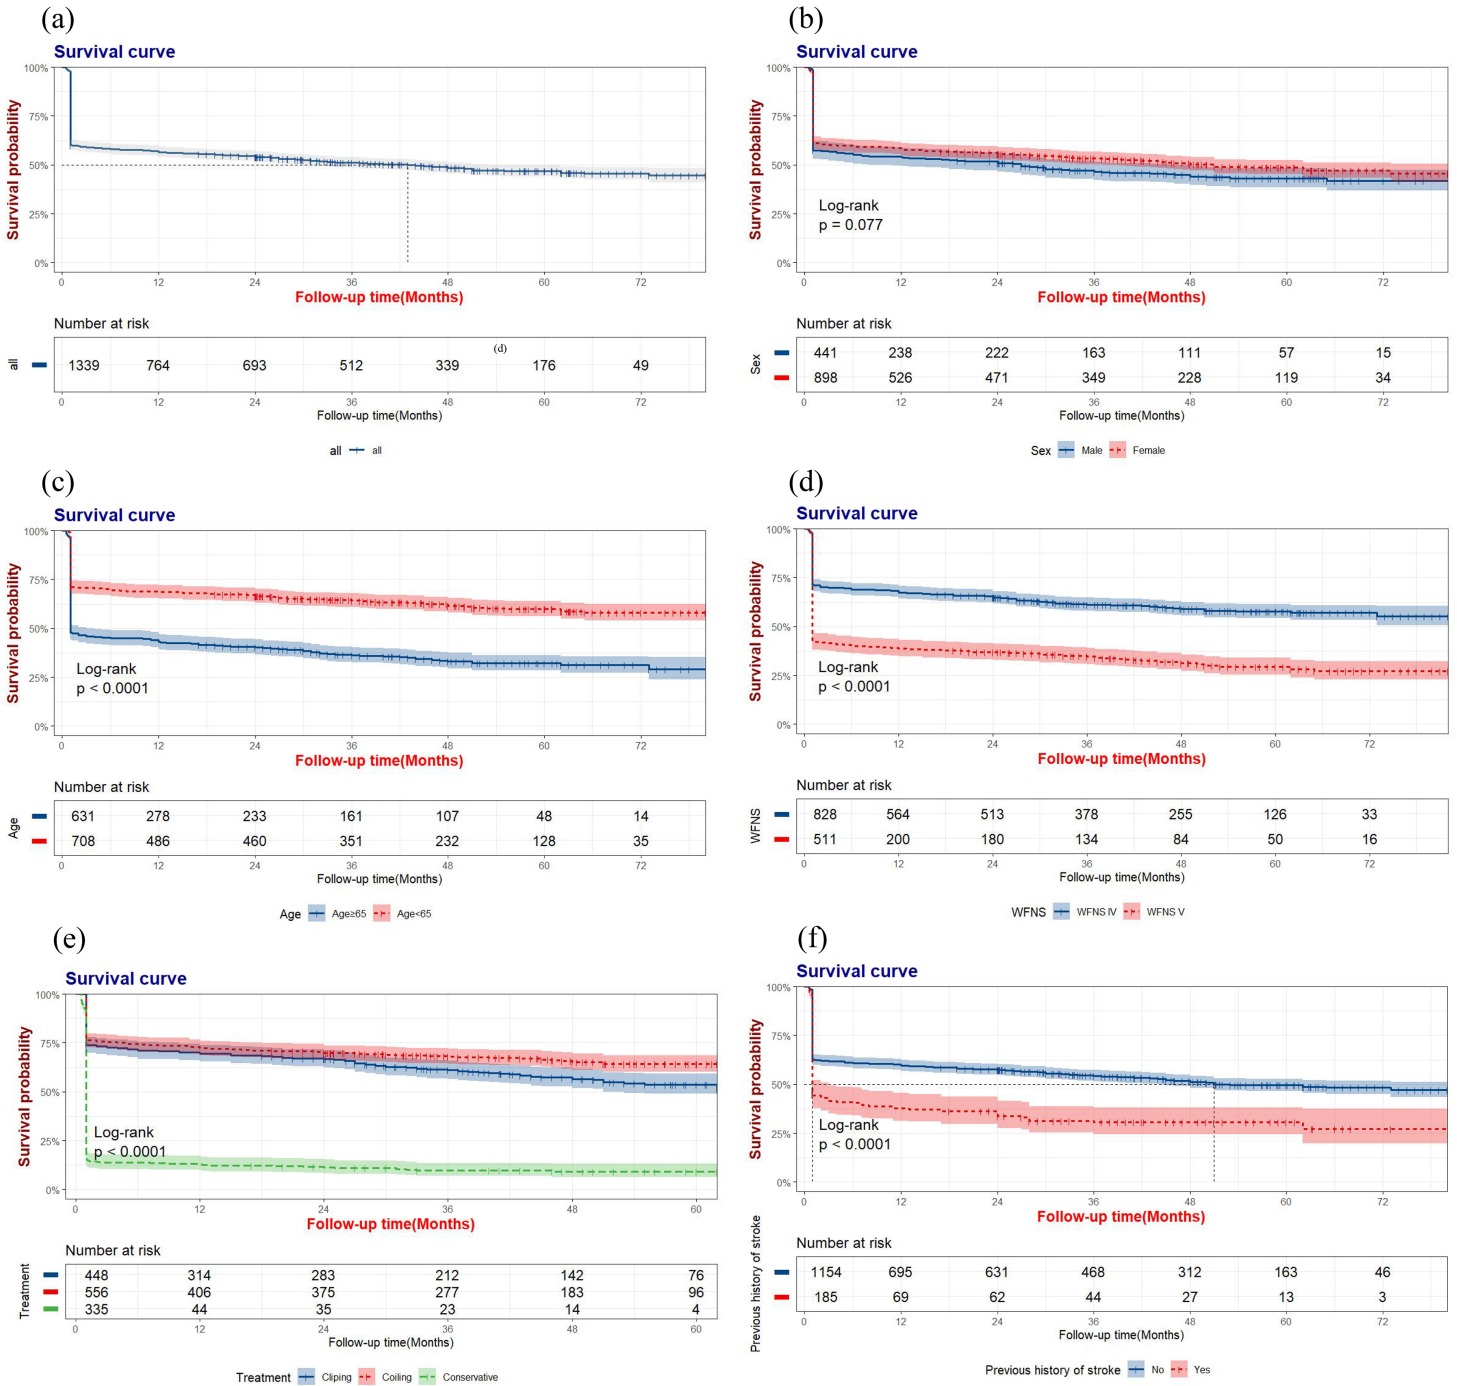 (a)
Survival curve
100%
75%
50%
25%
0%
Survival probability
0 12 24 36 48 60 72
Follow-up time(Months)
Number at risk
(d)
all
1339 764 693 512 339 176 49
0 12 24 36 48 60 72
Follow-up time(Months)
all all
(b)
Survival curve
100%
75%
50%
25%
0%
Survival probability
Log-rank
p = 0.077
0 12 24 36 48 60 72
Follow-up time(Months)
Number at risk
Sex
441 238 222 163 111 57 15
898 526 471 349 228 119 34
0 12 24 36 48 60 72
Follow-up time(Months)
Sex Male Female
(c)
Survival curve
100%
75%
50%
25%
0%
Survival probability
Log-rank
p < 0.0001
0 12 24 36 48 60 72
Follow-up time(Months)
Number at risk
Age
631 278 233 161 107 48 14
708 486 460 351 232 128 35
0 12 24 36 48 60 72
Follow-up time(Months)
Age Age≥65 Age<65
(d)
Survival curve
100%
75%
50%
25%
0%
Survival probability
Log-rank
p < 0.0001
0 12 24 36 48 60 72
Follow-up time(Months)
Number at risk
WFNS
828 564 513 378 255 126 33
511 200 180 134 84 50 16
0 12 24 36 48 60 72
Follow-up time(Months)
WFNS WFNS IV WFNS V
(e)
Survival curve
100%
75%
50%
25%
0%
Survival probability
Log-rank
p < 0.0001
0 12 24 36 48 60
Follow-up time(Months)
Number at risk
Treatment
448 314 283 212 142 76
556 406 375 277 183 96
335 44 35 23 14 4
0 12 24 36 48 60
Follow-up time(Months)
Treatment Cliping Coiling Conservative
(f)
Survival curve
100%
75%
50%
25%
0%
Survival probability
Log-rank
p < 0.0001
0 12 24 36 48 60 72
Follow-up time(Months)
Number at risk
Previous history of stroke
1154 695 631 468 312 163 46
185 69 62 44 27 13 3
0 12 24 36 48 60 72
Follow-up time(Months)
Previous history of stroke No Yes